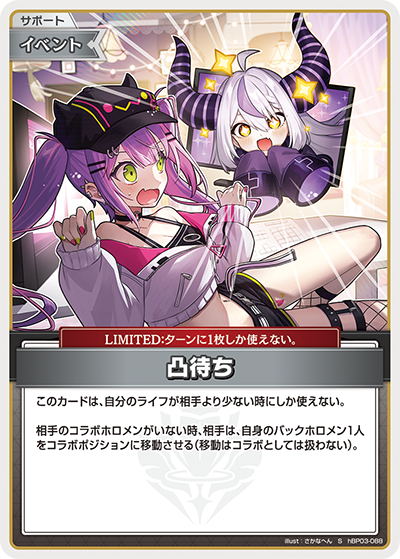 サポート
イベント
LIMITED:ターンに1枚しか使えない。
凸待ち
このカードは、自分のライフが相手より少ない時にしか使えない。
相手のコラボホロメンがいない時、相手は、自身のバックホロメン1人
をコラボポジションに移動させる(移動はコラボとしては扱わない)。
illust：さかなへん S hBP03-088